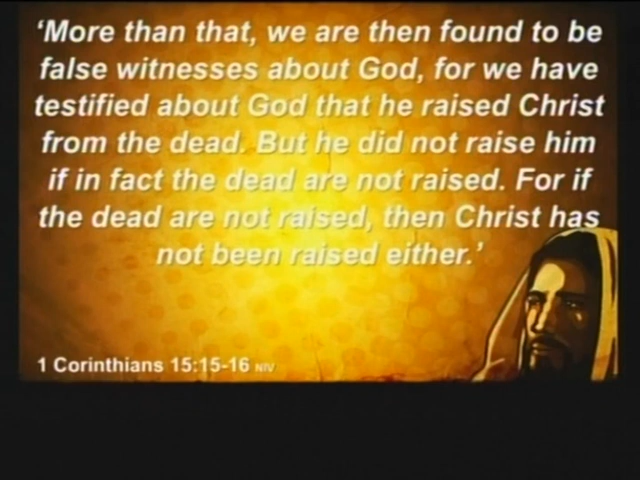 ‘More than that, we are then found to be
false witnesses about God, for we have
testified about God that he raised Christ
from the dead. But he did not raise him
if in fact the dead are not raised. For if
the dead are not raised, then Christ has
not been raised either.’
1 Corinthians 15:15-16 NIV